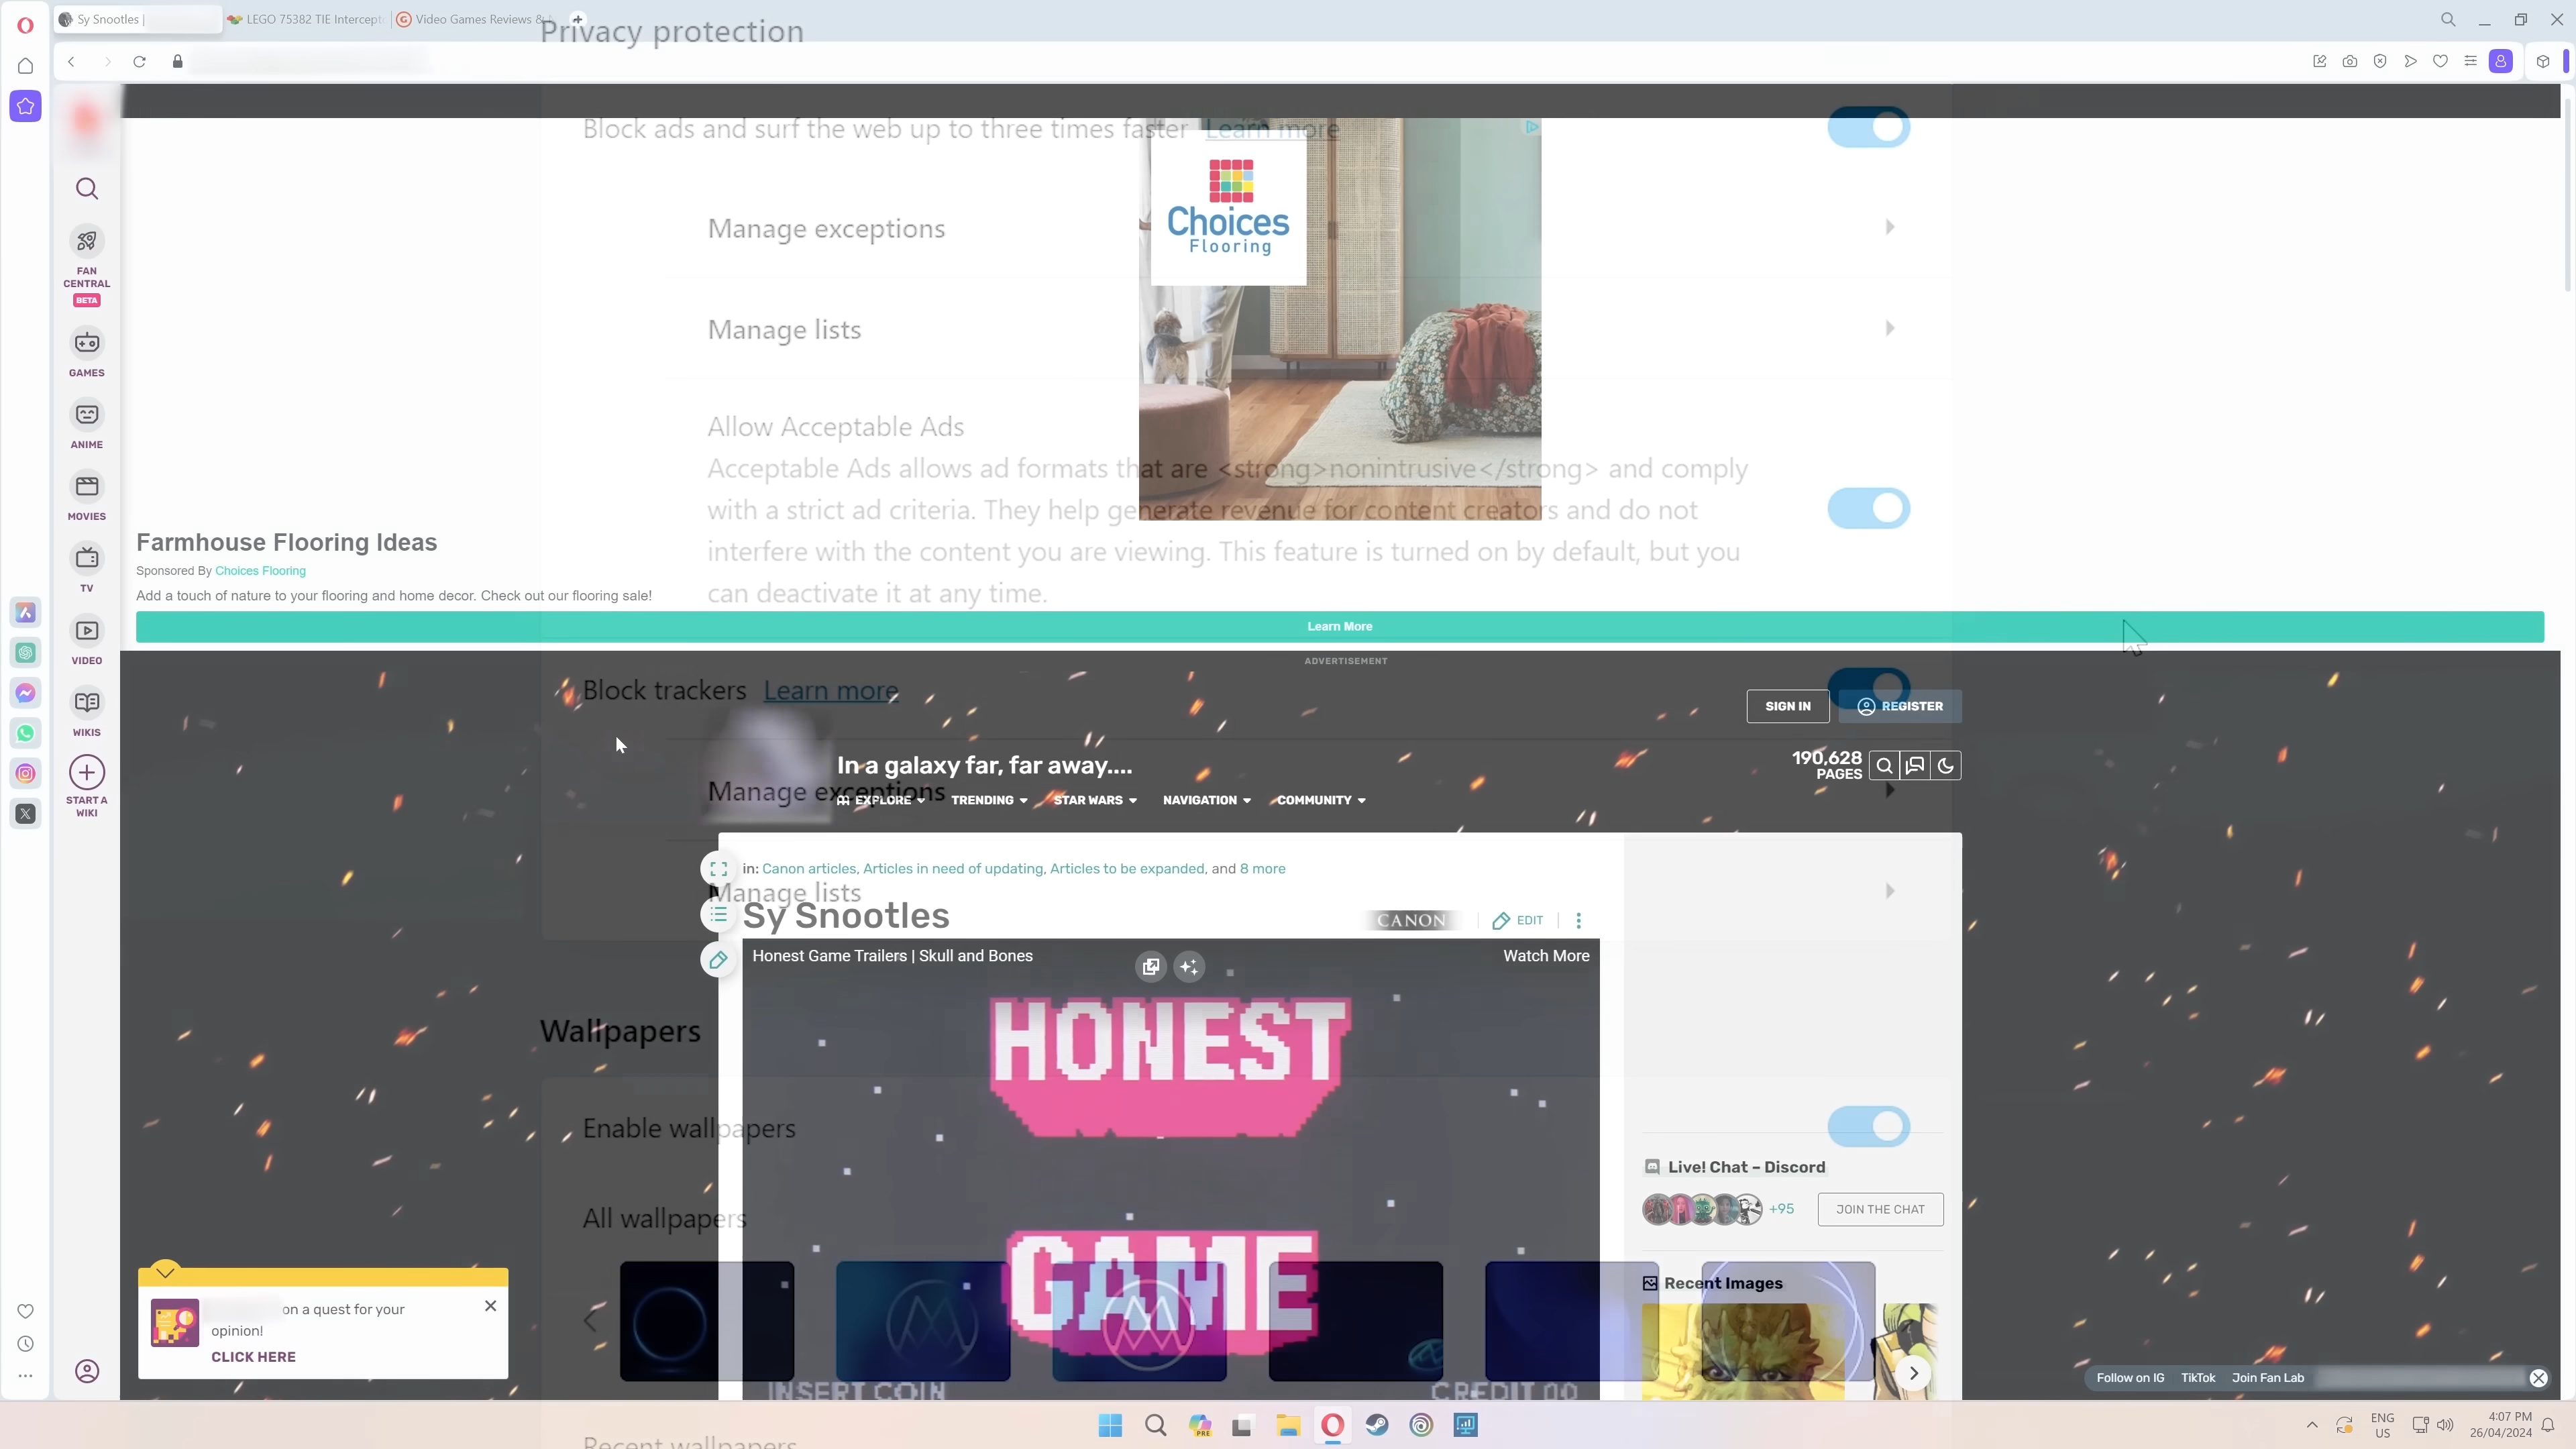 Sy Snootles |
LEGO 75382 TIE Intercept
Video Games Reviews &
Privacy protection
Block ads and surf the web up to three times faster Learn more
Manage exceptions
Manage lists
Choices
Flooring
Allow Acceptable Ads
Acceptable Ads allows ad formats that are <strong>nonintrusive</strong> and comply
with a strict ad criteria. They help generate revenue for content creators and do not
interfere with the content you are viewing. This feature is turned on by default, but you
can deactivate it at any time.
FAN
CENTRAL
BETA
GAMES
ANIME
MOVIES
TV
VIDEO
WIKIS
START A
WIKI
Farmhouse Flooring Ideas
Sponsored By Choices Flooring
Add a touch of nature to your flooring and home decor. Check out our flooring sale!
Learn More
ADVERTISEMENT
Block trackers Learn more
SIGN IN
REGISTER
In a galaxy far, far away....
190,628
PAGES
Manage exceptions
EXPLORE
TRENDING
STAR WARS
NAVIGATION
COMMUNITY
in: Canon articles, Articles in need of updating, Articles to be expanded, and 8 more
Manage lists
Sy Snootles
CANON
EDIT
Honest Game Trailers | Skull and Bones
Watch More
HONEST
GAME
INSERT COIN
CREDIT 00
Wallpapers
Enable wallpapers
All wallpapers
Recent wallpapers
Live! Chat – Discord
+95
JOIN THE CHAT
Recent Images
on a quest for your
opinion!
CLICK HERE
Follow on IG
TikTok
Join Fan Lab
PRE
ENG
US
4:07 PM
26/04/2024